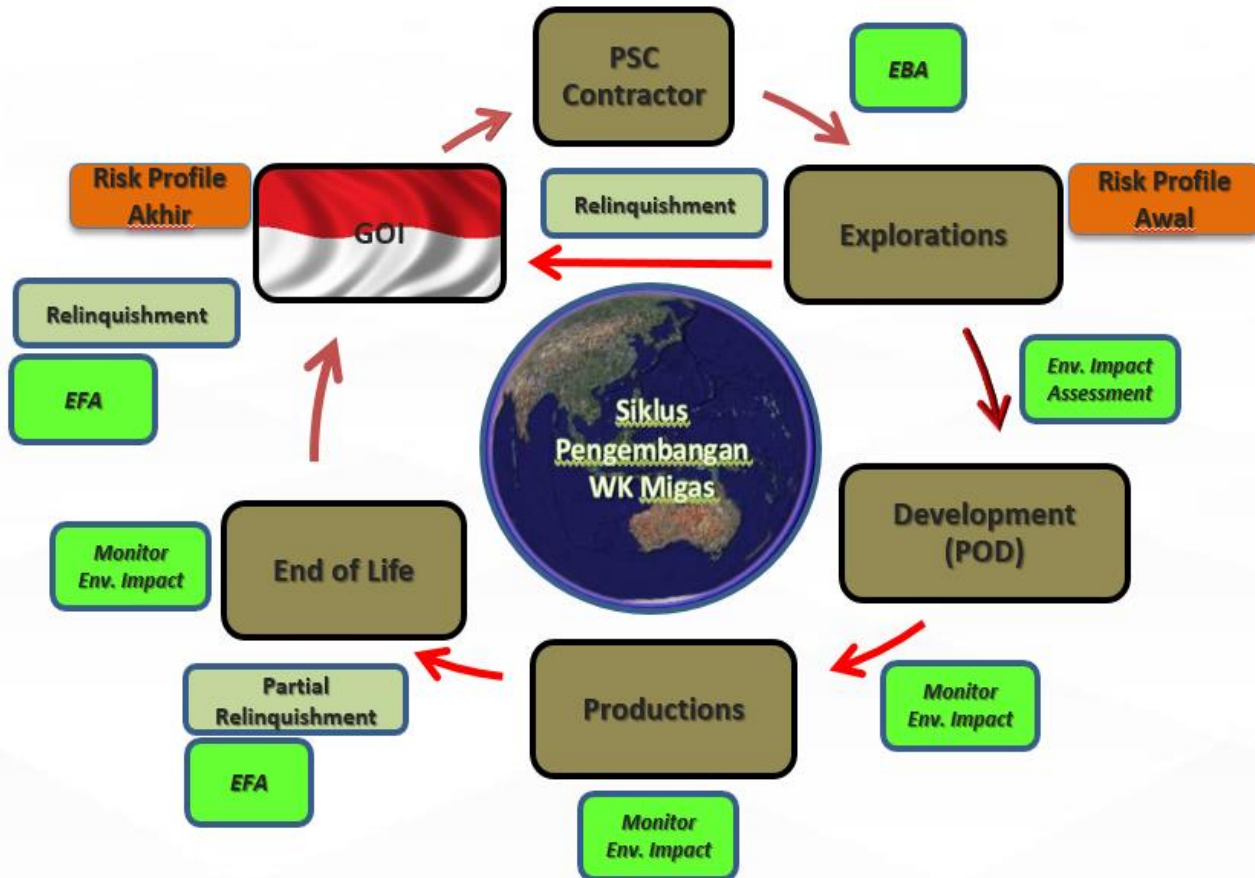 PSC
Contractor
EBA
Risk Profile
Akhir
GOI
Relinquishment
Explorations
Risk Profile
Awal
Relinquishment
EFA
Env. Impact
Assessment
Siklus
Pengembangan
WK Migas
Monitor
Env. Impact
End of Life
Development
(POD)
Partial
Relinquishment
EFA
Productions
Monitor
Env. Impact
Monitor
Env. Impact